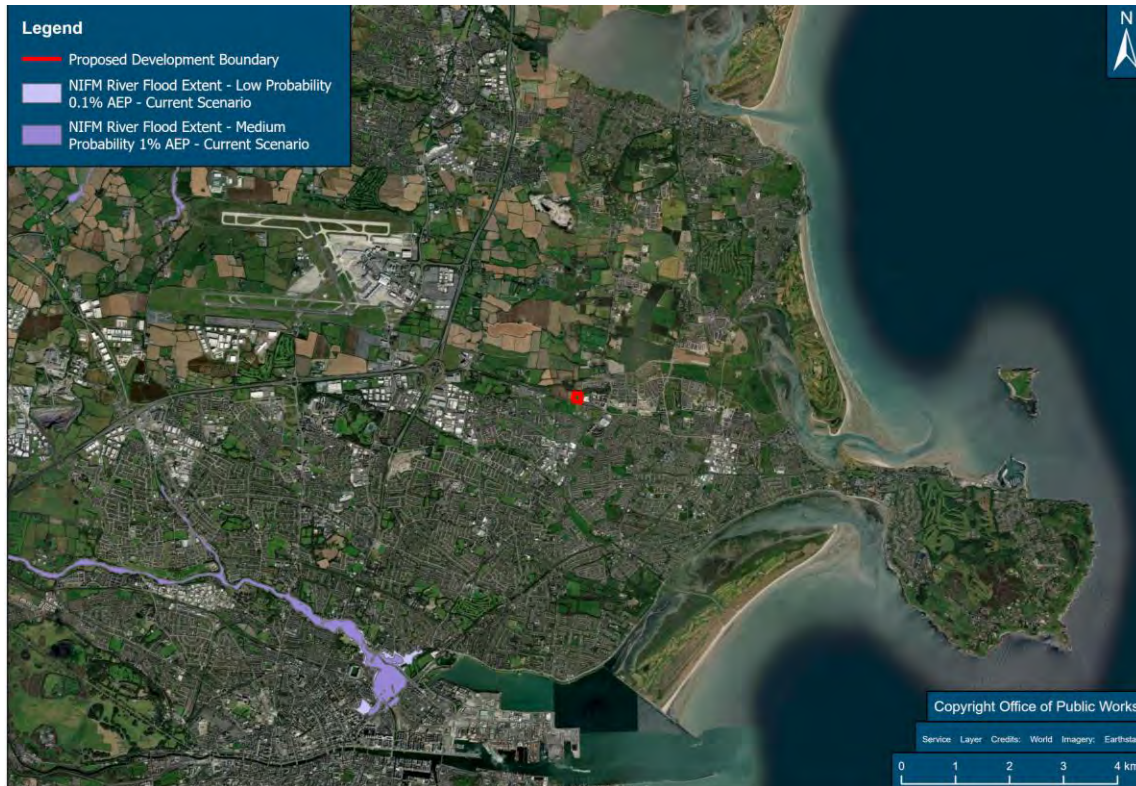 Legend
Proposed Development Boundary
NIFM River Flood Extent - Low Probability
0.1% AEP - Current Scenario
NIFM River Flood Extent - Medium
Probability 1% AEP - Current Scenario
N
Copyright Office of Public Works
Service Layer Credits: World Imagery: Earthsta
0 1 2 3 4 km